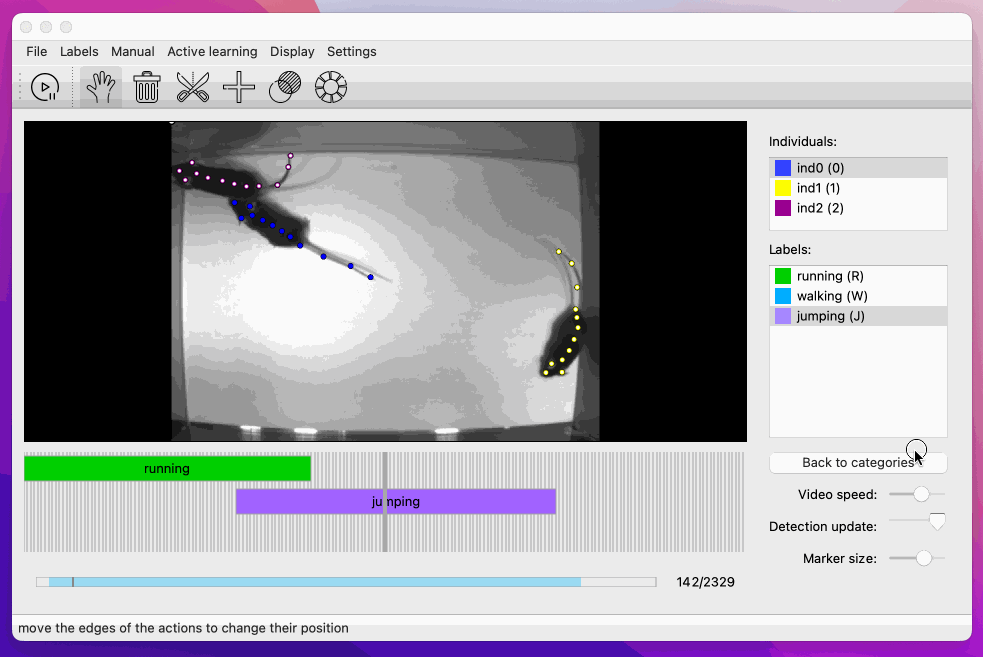 File Labels Manual Active learning Display Settings
Individuals:
ind0 (0)
ind1 (1)
ind2 (2)
Labels:
running (R)
walking (W)
jumping (J)
Back to categories
running
jumping
Video speed:
Detection update:
Marker size:
142/2329
move the edges of the actions to change their position